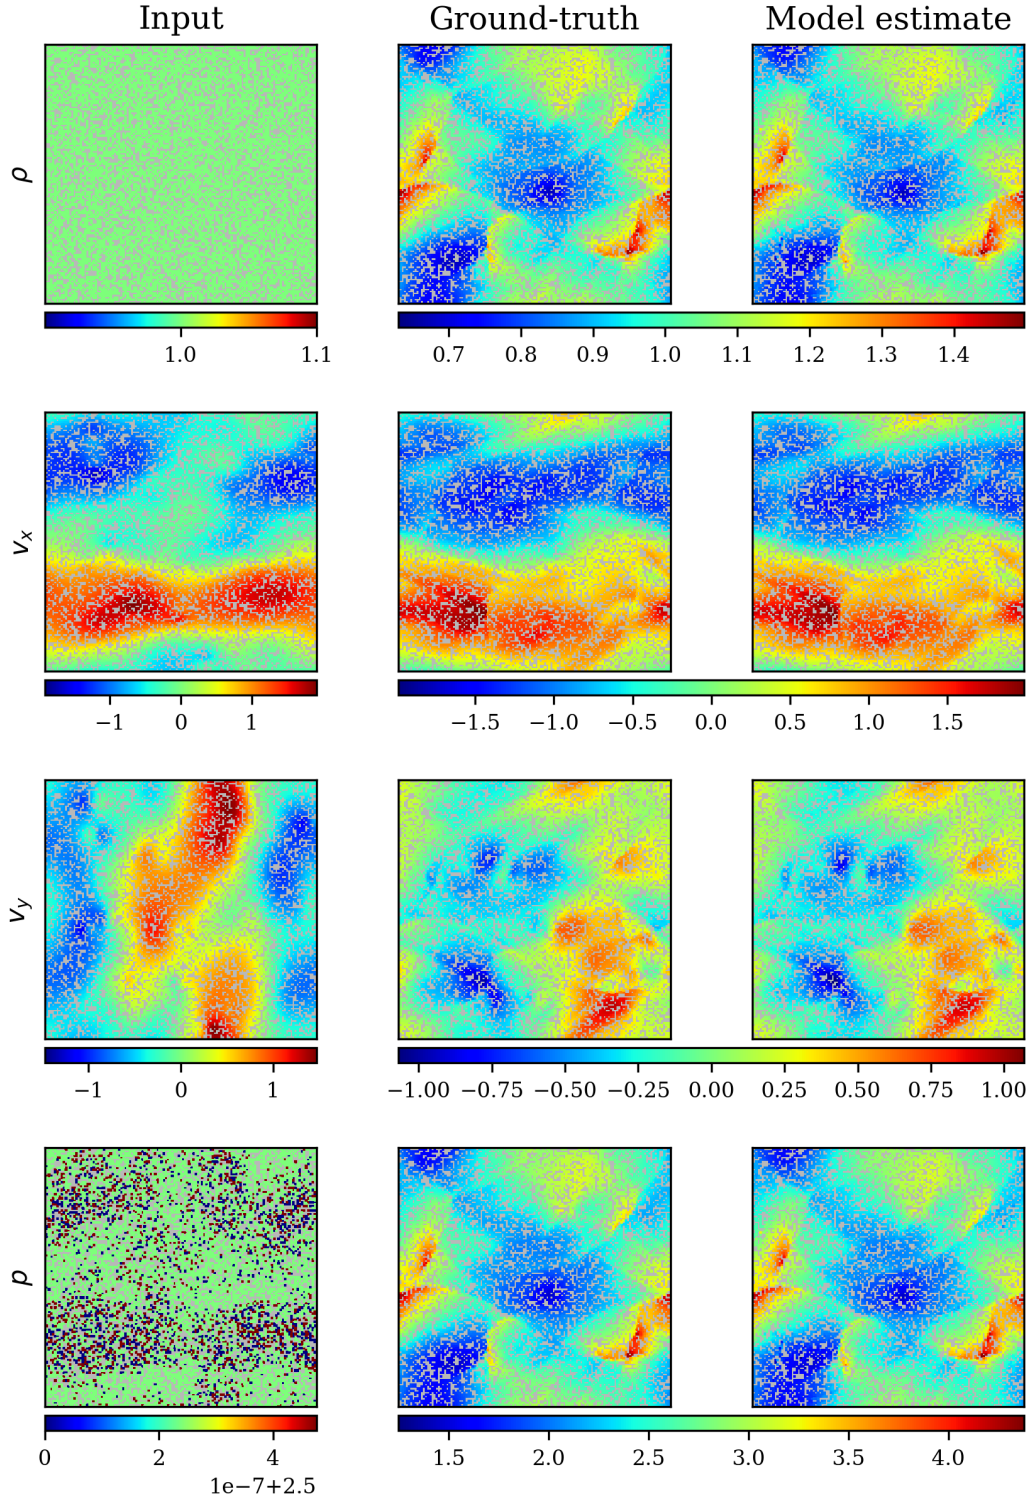 Input Ground-truth Model estimate
ρ
1.0 1.1 0.7 0.8 0.9 1.0 1.1 1.2 1.3 1.4
v_x
−1 0 1 −1.5 −1.0 −0.5 0.0 0.5 1.0 1.5
v_y
−1 0 1 −1.00 −0.75 −0.50 −0.25 0.00 0.25 0.50 0.75 1.00
p
0 2 4 1.5 2.0 2.5 3.0 3.5 4.0
1e−7+2.5